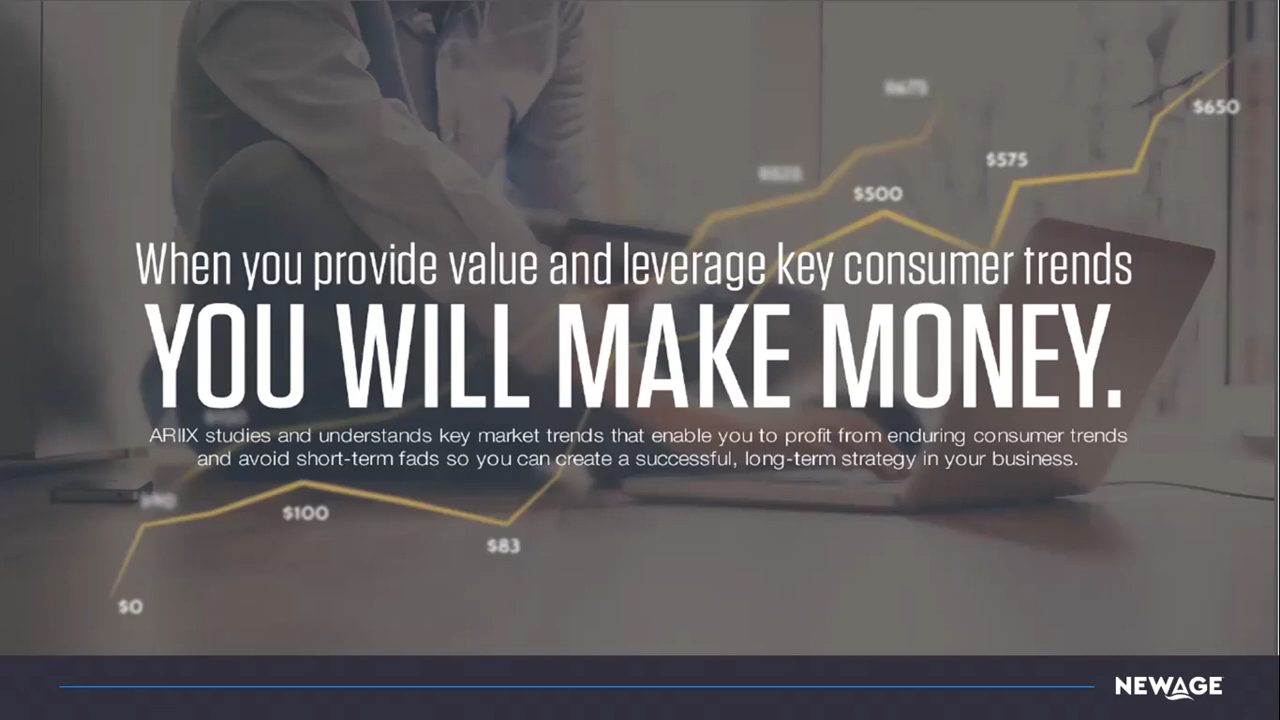 $650
$575
$500
When you provide value and leverage key consumer trends
YOU WILL MAKE MONEY.
ARIIX studies and understands key market trends that enable you to profit from enduring consumer trends
and avoid short-term fads so you can create a successful, long-term strategy in your business.
$100
$83
$0
NEWAGE